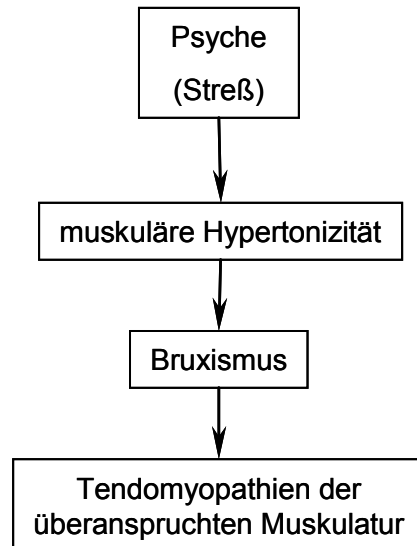 Psyche
(Streß)
muskuläre Hypertonizität
Bruxismus
Tendomyopathien der
überanspruchten Muskulatur